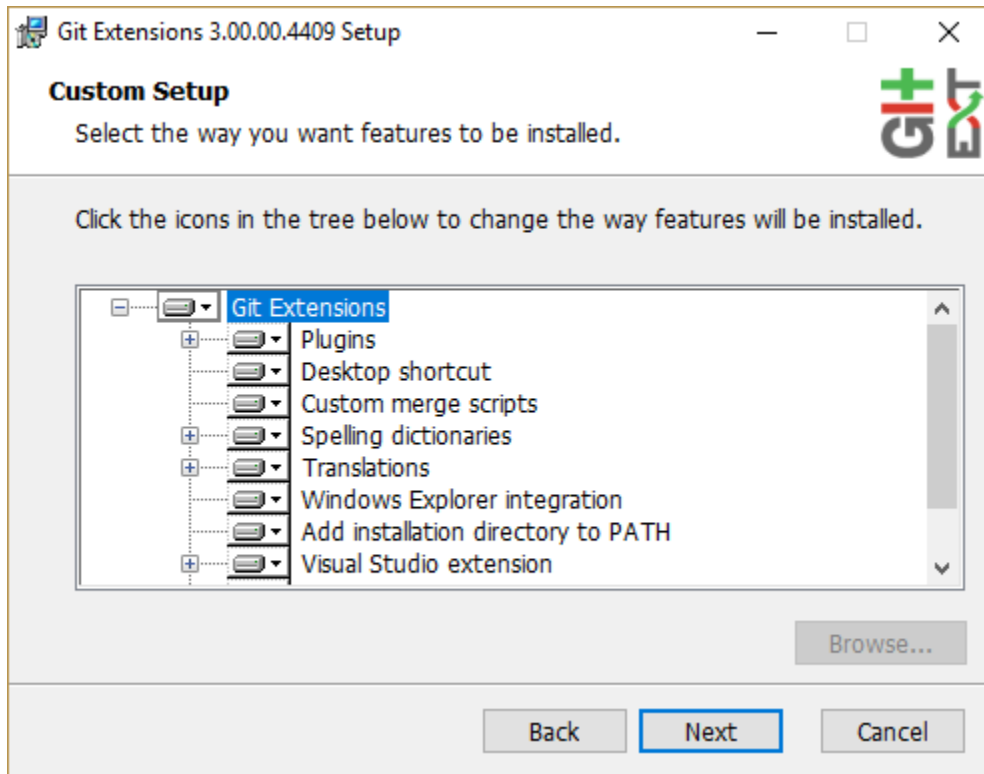 Git Extensions 3.00.00.4409 Setup
Custom Setup
Select the way you want features to be installed.
Git
Ext
Click the icons in the tree below to change the way features will be installed.
Git Extensions
Plugins
Desktop shortcut
Custom merge scripts
Spelling dictionaries
Translations
Windows Explorer integration
Add installation directory to PATH
Visual Studio extension
Browse...
Back
Next
Cancel